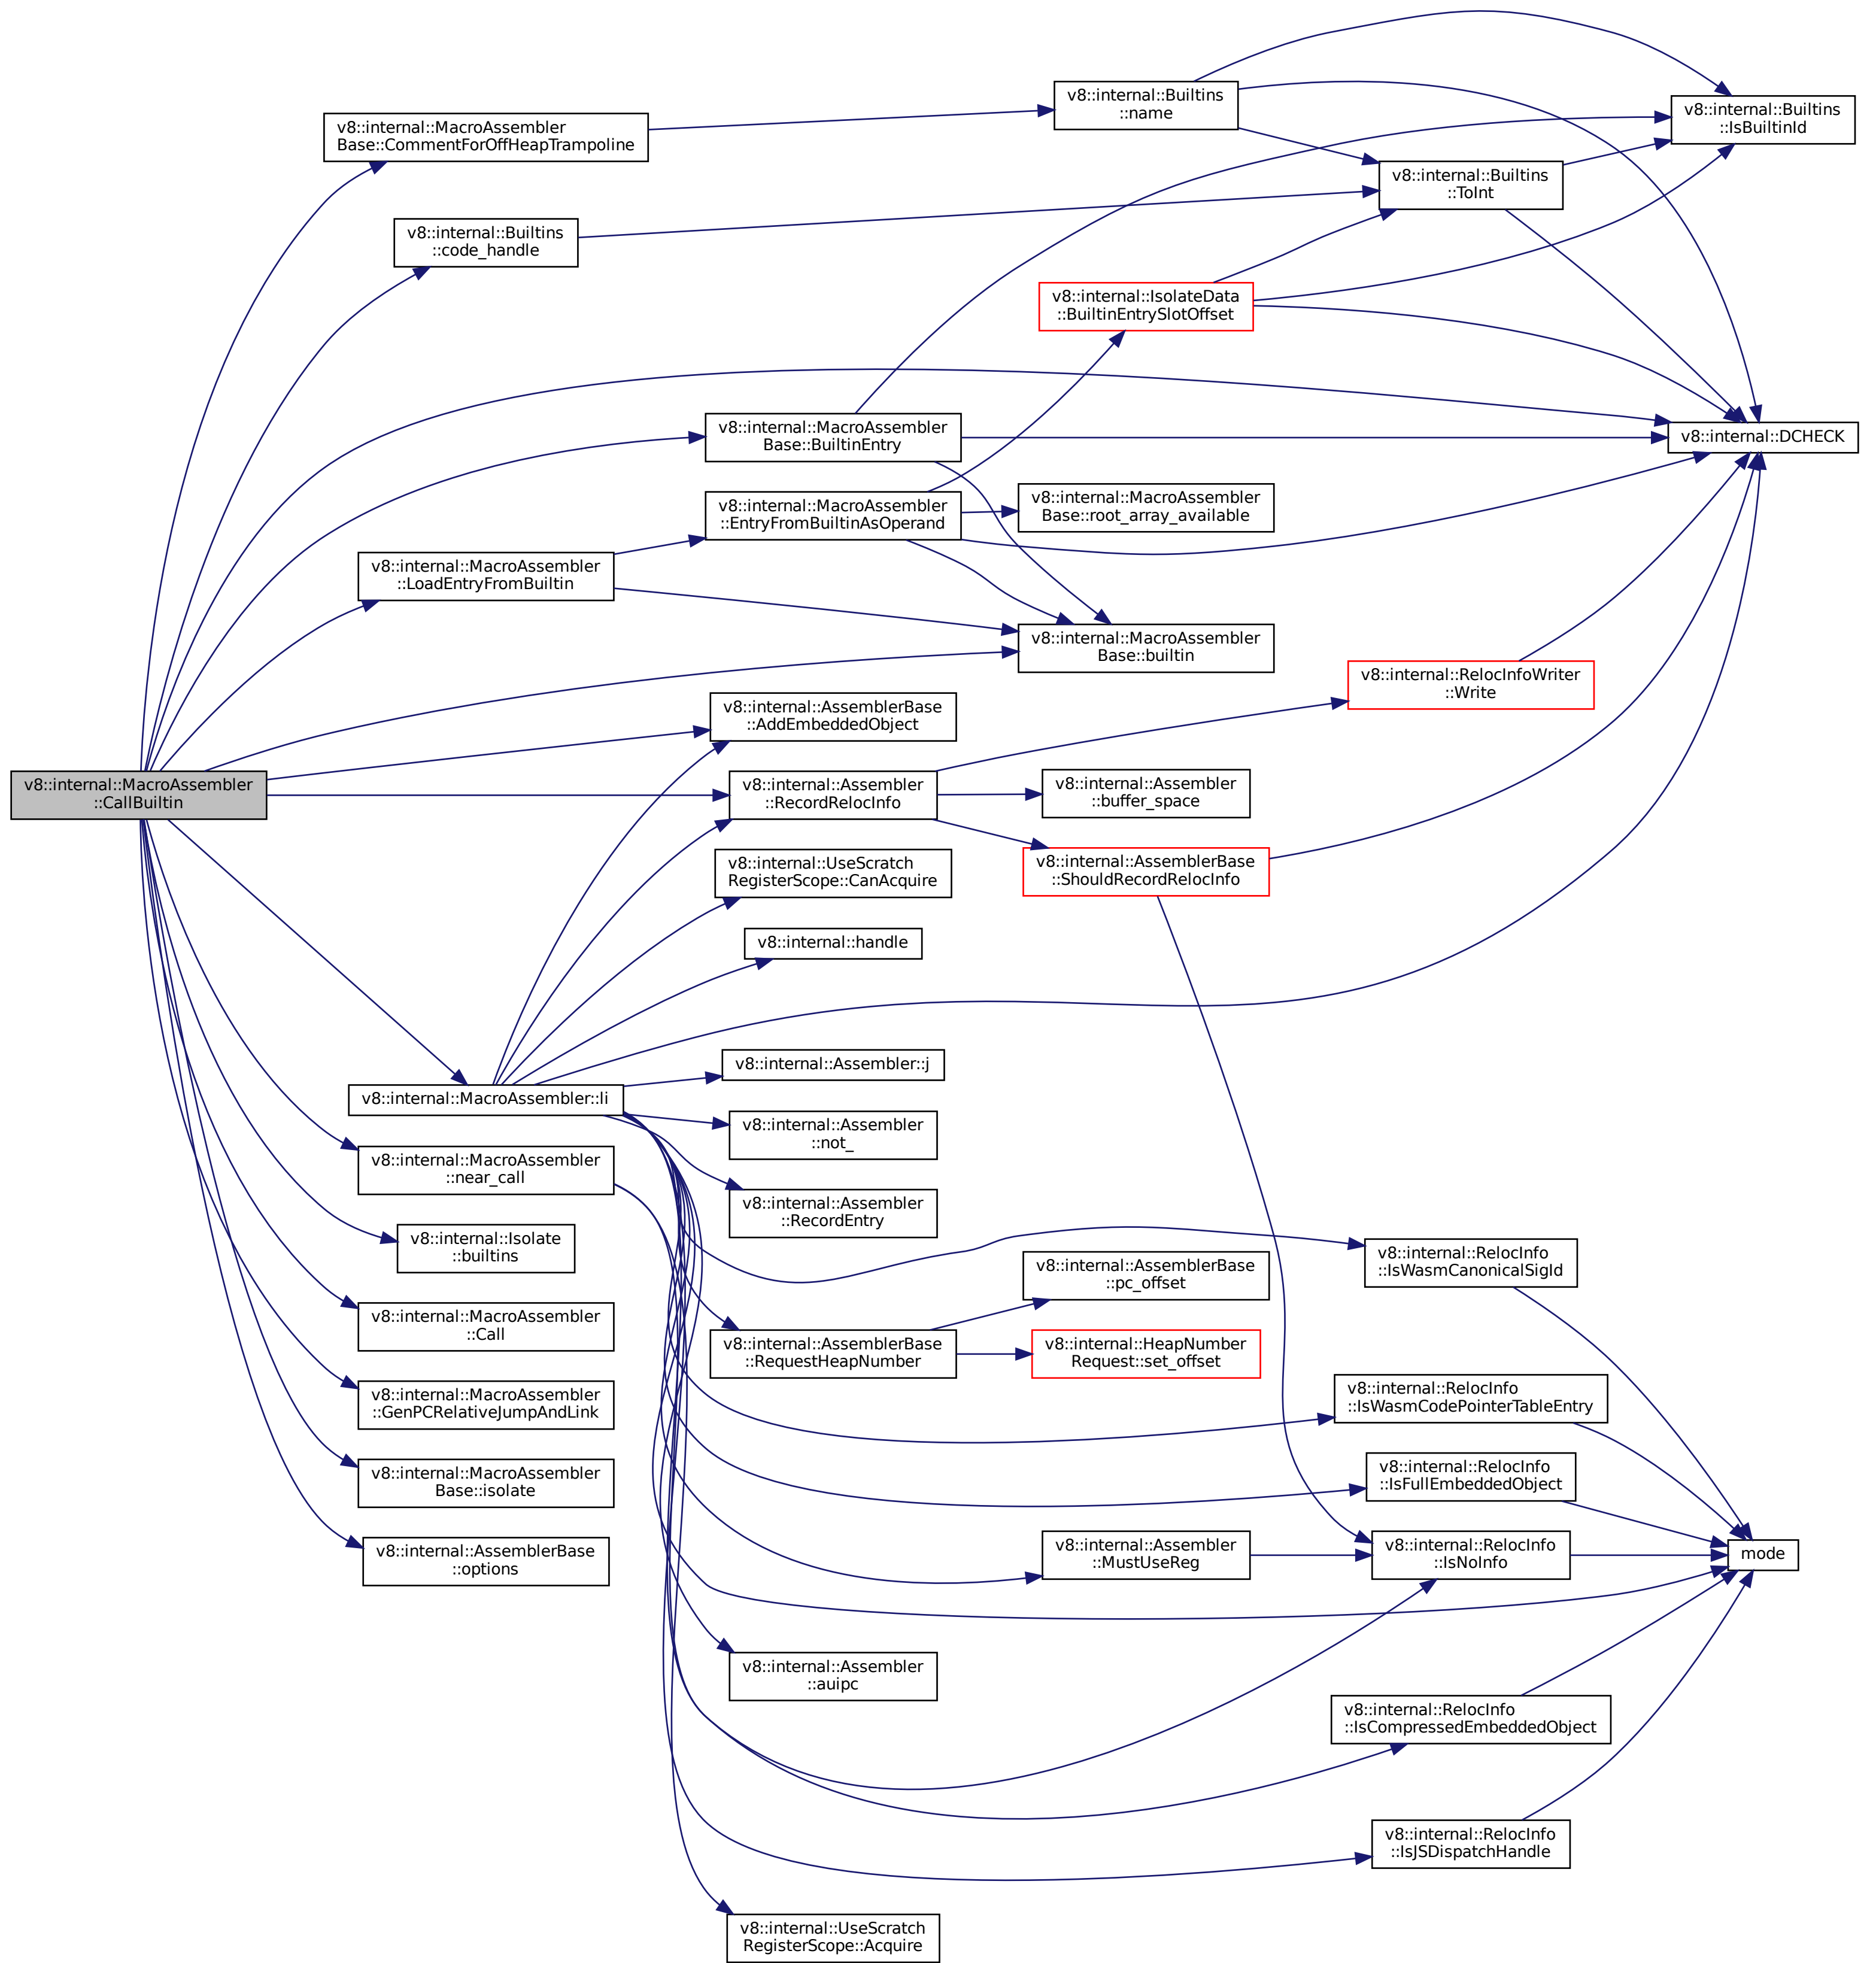 v8::internal::Builtins
::name
v8::internal::Builtins
::IsBuiltinId
v8::internal::MacroAssembler
Base::CommentForOffHeapTrampoline
v8::internal::Builtins
::ToInt
v8::internal::Builtins
::code_handle
v8::internal::IsolateData
::BuiltinEntrySlotOffset
v8::internal::MacroAssembler
Base::BuiltinEntry
v8::internal::DCHECK
v8::internal::MacroAssembler
::EntryFromBuiltinAsOperand
v8::internal::MacroAssembler
Base::root_array_available
v8::internal::MacroAssembler
::LoadEntryFromBuiltin
v8::internal::MacroAssembler
Base::builtin
v8::internal::RelocInfoWriter
::Write
v8::internal::AssemblerBase
::AddEmbeddedObject
v8::internal::MacroAssembler
::CallBuiltin
v8::internal::Assembler
::RecordRelocInfo
v8::internal::Assembler
::buffer_space
v8::internal::UseScratch
RegisterScope::CanAcquire
v8::internal::AssemblerBase
::ShouldRecordRelocInfo
v8::internal::handle
v8::internal::Assembler::j
v8::internal::MacroAssembler::li
v8::internal::Assembler
::not_
v8::internal::MacroAssembler
::near_call
v8::internal::Assembler
::RecordEntry
v8::internal::Isolate
::builtins
v8::internal::RelocInfo
::IsWasmCanonicalSigId
v8::internal::AssemblerBase
::pc_offset
v8::internal::MacroAssembler
::Call
v8::internal::AssemblerBase
::RequestHeapNumber
v8::internal::HeapNumber
Request::set_offset
v8::internal::MacroAssembler
::GenPCRelativeJumpAndLink
v8::internal::RelocInfo
::IsWasmCodePointerTableEntry
v8::internal::MacroAssembler
Base::isolate
v8::internal::RelocInfo
::IsFullEmbeddedObject
v8::internal::AssemblerBase
::options
v8::internal::Assembler
::MustUseReg
v8::internal::RelocInfo
::IsNoInfo
mode
v8::internal::Assembler
::auipc
v8::internal::RelocInfo
::IsCompressedEmbeddedObject
v8::internal::RelocInfo
::IsJSDispatchHandle
v8::internal::UseScratch
RegisterScope::Acquire